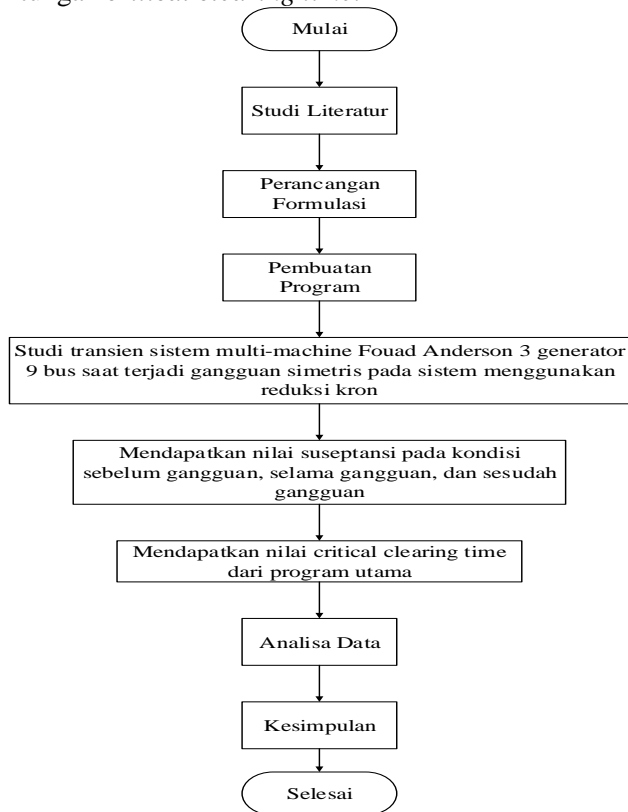 Mulai
Studi Literatur
Perancangan
Formulasi
Pembuatan
Program
Studi transien sistem multi-machine Fouad Anderson 3 generator
9 bus saat terjadi gangguan simetris pada sistem menggunakan
reduksi kron
Mendapatkan nilai suseptansi pada kondisi
sebelum gangguan, selama gangguan, dan sesudah
gangguan
Mendapatkan nilai critical clearing time
dari program utama
Analisa Data
Kesimpulan
Selesai